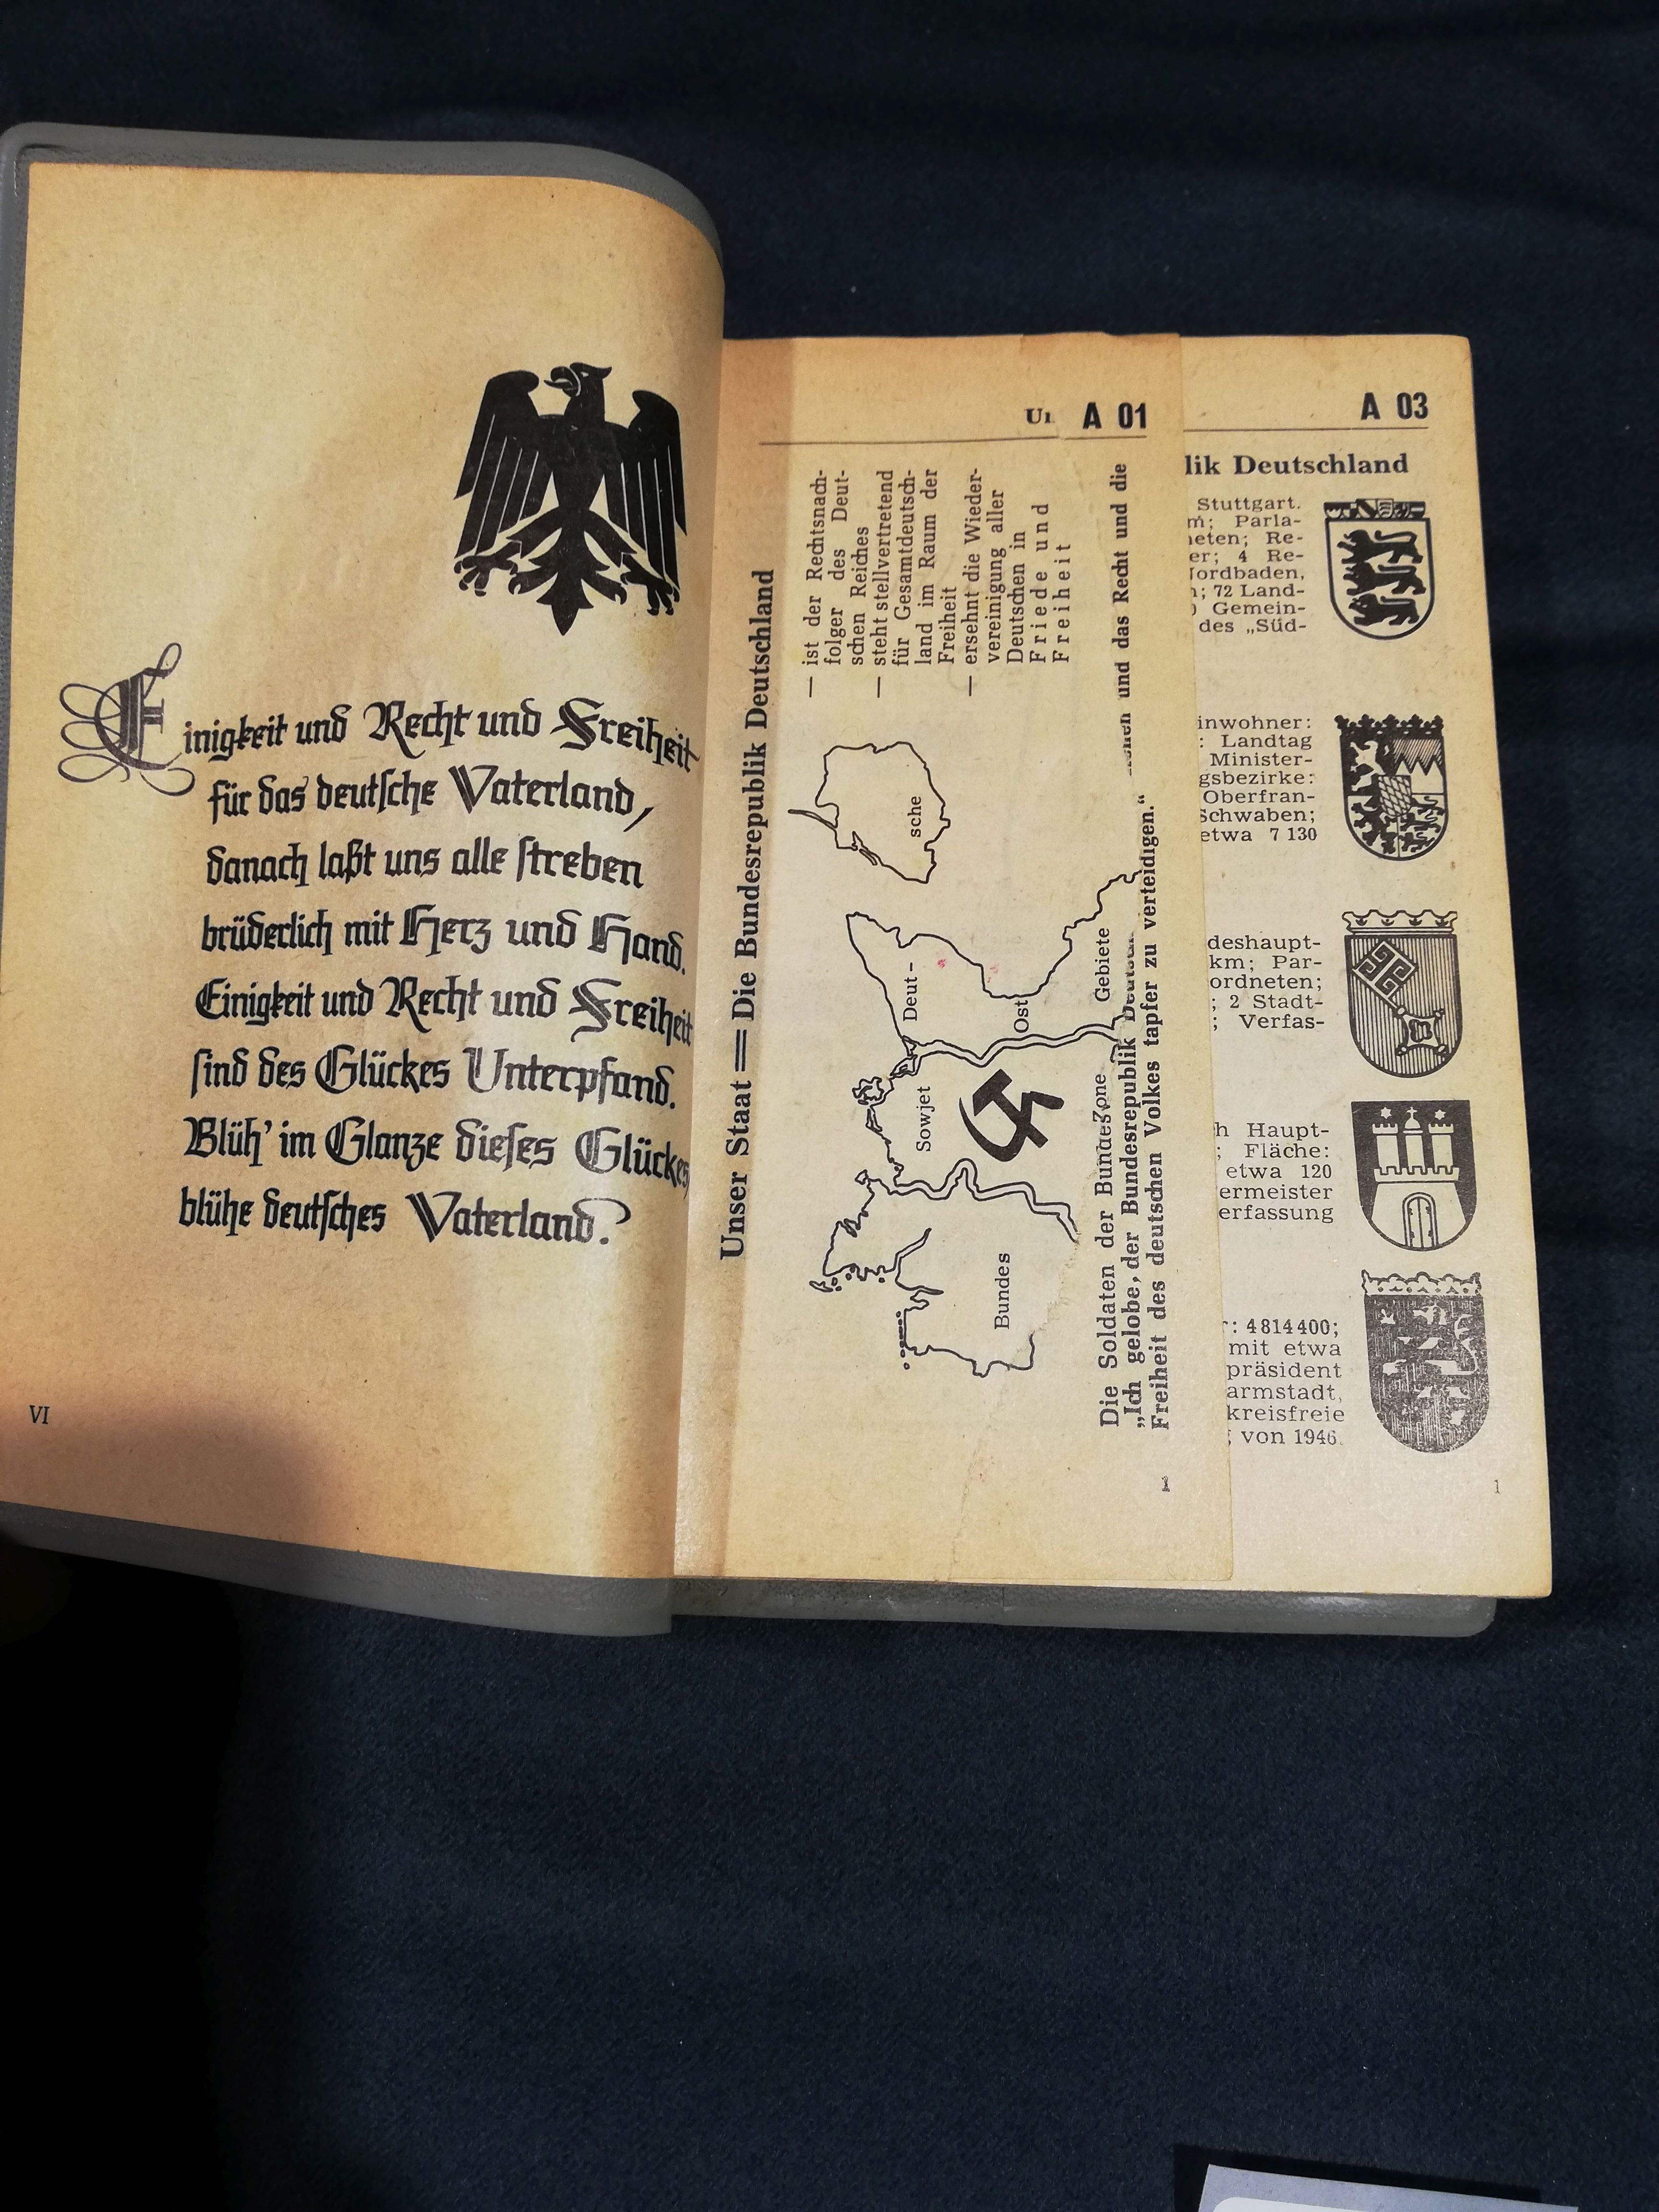 Einigkeit und Recht und Freiheit
für das deutsche Vaterland,
danach laßt uns alle streben
brüderlich mit Herz und Hand.
Einigkeit und Recht und Freiheit
sind des Glückes Unterpfand.
Blüh' im Glanze dieses Glückes
blühe deutsches Vaterland.
VI
A 01
Unser Staat = Die Bundesrepublik Deutschland
— ist der Rechtsnach-
folger des Deut-
schen Reiches
— steht stellvertretend
für Gesamtdeutsch-
land im Raum der
Freiheit
— ersehnt die Wieder-
vereinigung aller
Deutschen in
Friede und
Freiheit
Bundes
Sowjet
Zone
Deut-
sche
Ost
Gebiete
Die Soldaten der
„Ich gelobe, der Bundesrepublik und das Recht und die
Freiheit des deutschen Volkes tapfer zu verteidigen.“
1
A 03
lik Deutschland
Stuttgart.
m; Parla-
neten; Re-
er; 4 Re-
Nordbaden,
n; 72 Land-
Gemein-
des „Süd-
inwohner:
: Landtag
Minister-
gsbezirke:
Oberfran-
Schwaben;
etwa 7 130
deshaupt-
km; Par-
ordneten;
; 2 Stadt-
; Verfas-
h Haupt-
; Fläche:
etwa 120
ermeister
erfassung
r: 4814400;
mit etwa
präsident
armstadt,
kreisfreie
von 1946.
1